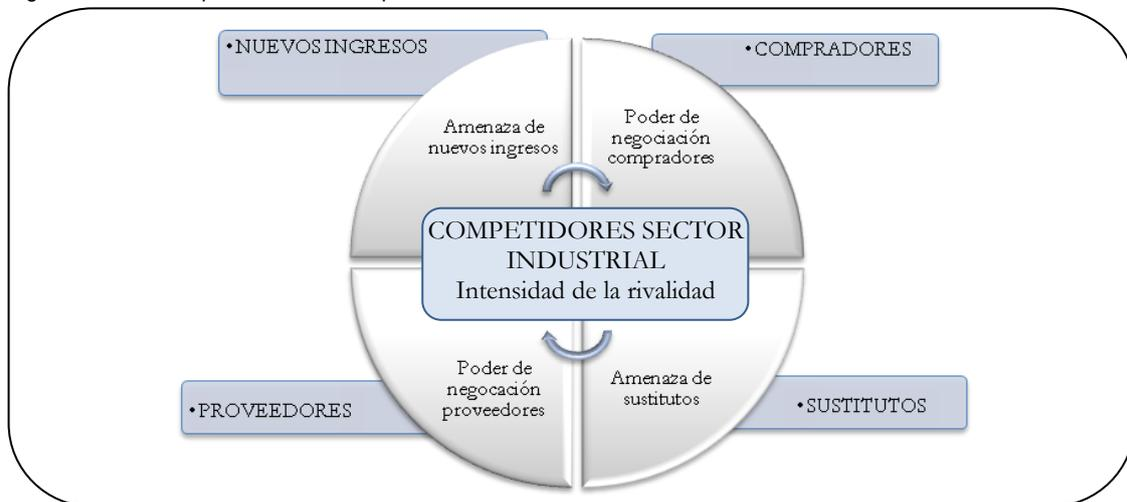 •NUEVOS INGRESOS
•COMPRADORES
Amenaza de
nuevos ingresos
Poder de
negociación
compradores
COMPETIDORES SECTOR
INDUSTRIAL
Intensidad de la rivalidad
Poder de
negocación
proveedores
Amenaza de
sustitutos
•PROVEEDORES
•SUSTITUTOS